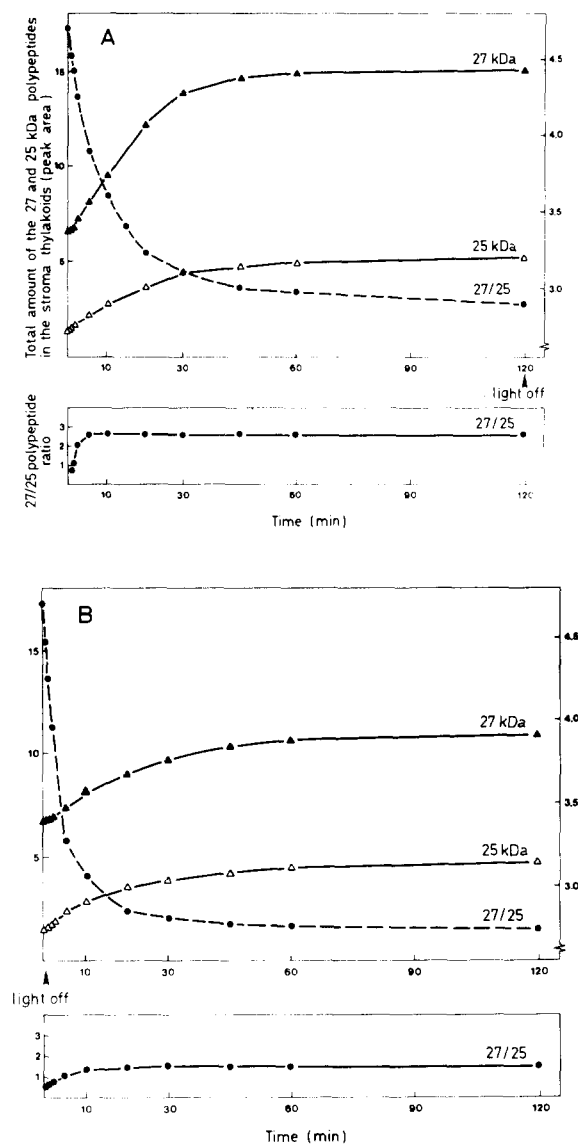 A
Total amount of the 27 and 25 kDa polypeptides
in the stroma thylakoids (peak area)
15
10
5
4.5
4.0
3.5
3.0
27 kDa
25 kDa
27/25
10 30 60 90 120
light off
27/25 polypeptide
ratio
3
2
1
27/25
10 30 60 90 120
Time (min)
B
15
10
5
4.5
4.0
3.5
3.0
27 kDa
25 kDa
27/25
10 30 60 90 120
light off
3
2
1
27/25
10 30 60 90 120
Time (min)